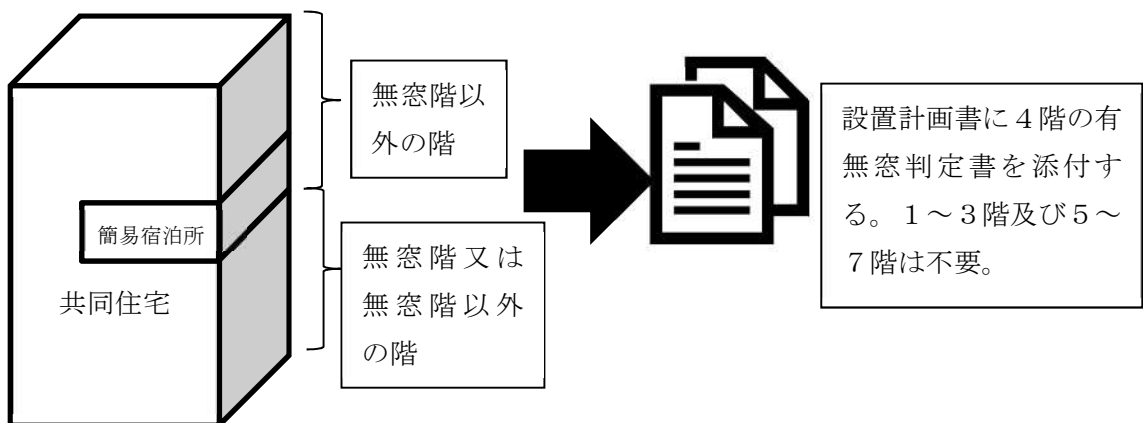 無窓階以
外の階
簡易宿泊所
共同住宅
無窓階又は
無窓階以外
の階
設置計画書に４階の有
無窓判定書を添付す
る。１～３階及び５～
７階は不要。